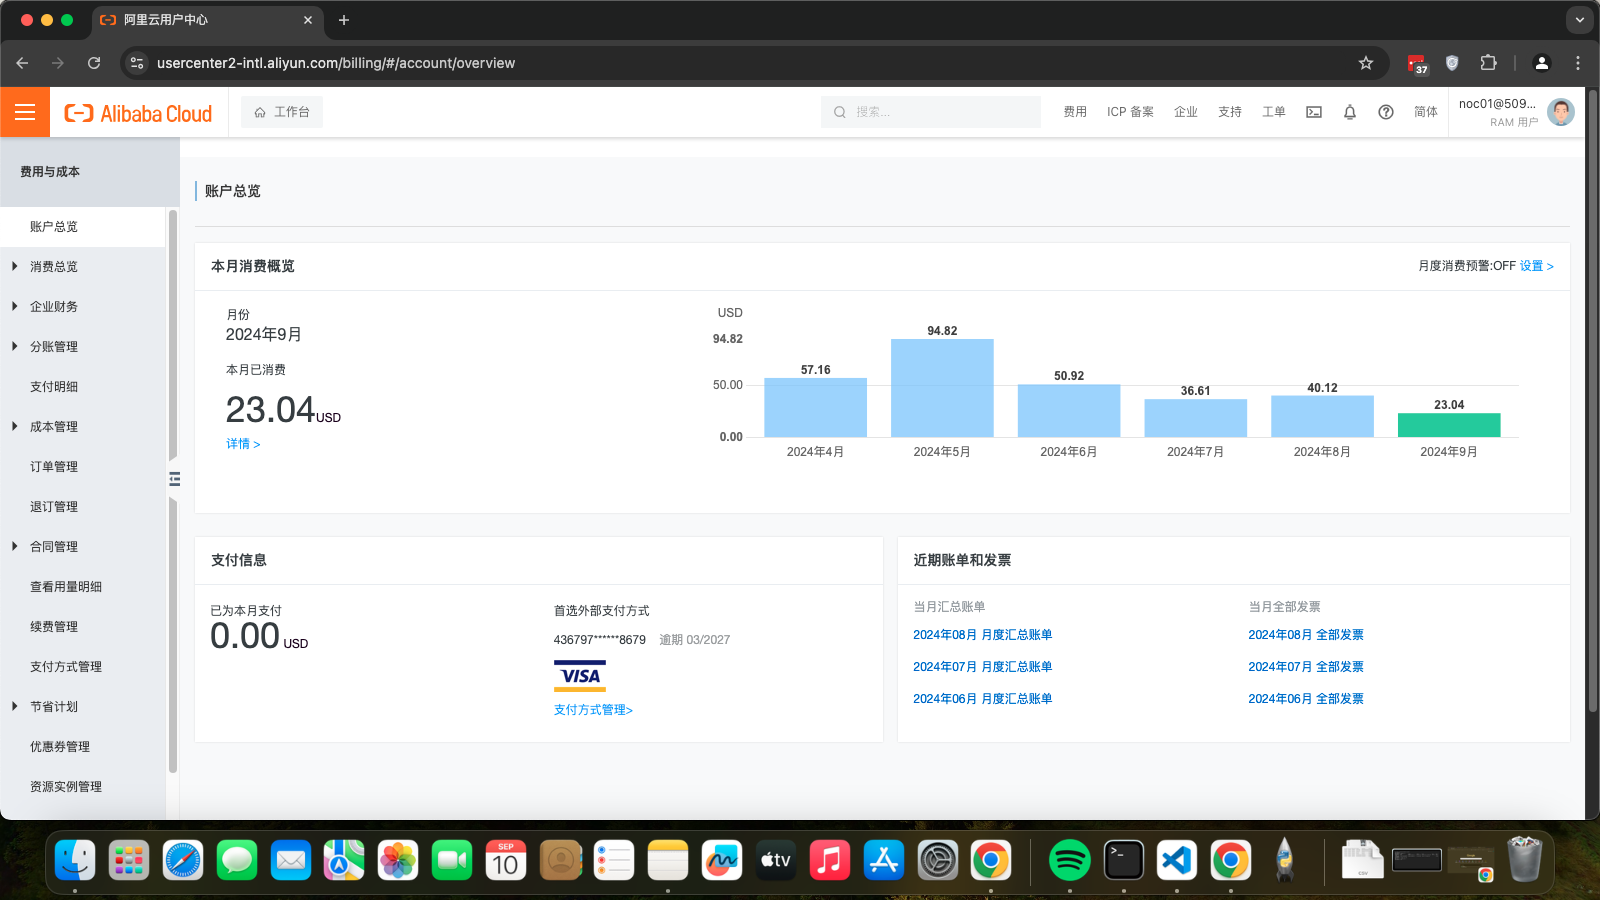 阿里云用户中心
usercenter2-intl.aliyun.com/billing/#/account/overview
37
Alibaba Cloud
工作台
搜索...
费用
ICP 备案
企业
支持
工单
简体
noc01@509...
RAM 用户
费用与成本
账户总览
消费总览
企业财务
分账管理
支付明细
成本管理
订单管理
退订管理
合同管理
查看用量明细
续费管理
支付方式管理
节省计划
优惠券管理
资源实例管理
账户总览
本月消费概览
月度消费预警:OFF 设置 >
月份
2024年9月
本月已消费
23.04USD
详情 >
USD
94.82
50.00
0.00
57.16
94.82
50.92
36.61
40.12
23.04
2024年4月
2024年5月
2024年6月
2024年7月
2024年8月
2024年9月
支付信息
已为本月支付
0.00 USD
首选外部支付方式
436797******8679 逾期 03/2027
VISA
支付方式管理>
近期账单和发票
当月汇总账单
2024年08月 月度汇总账单
2024年07月 月度汇总账单
2024年06月 月度汇总账单
当月全部发票
2024年08月 全部发票
2024年07月 全部发票
2024年06月 全部发票
SEP
10
tv
CSV